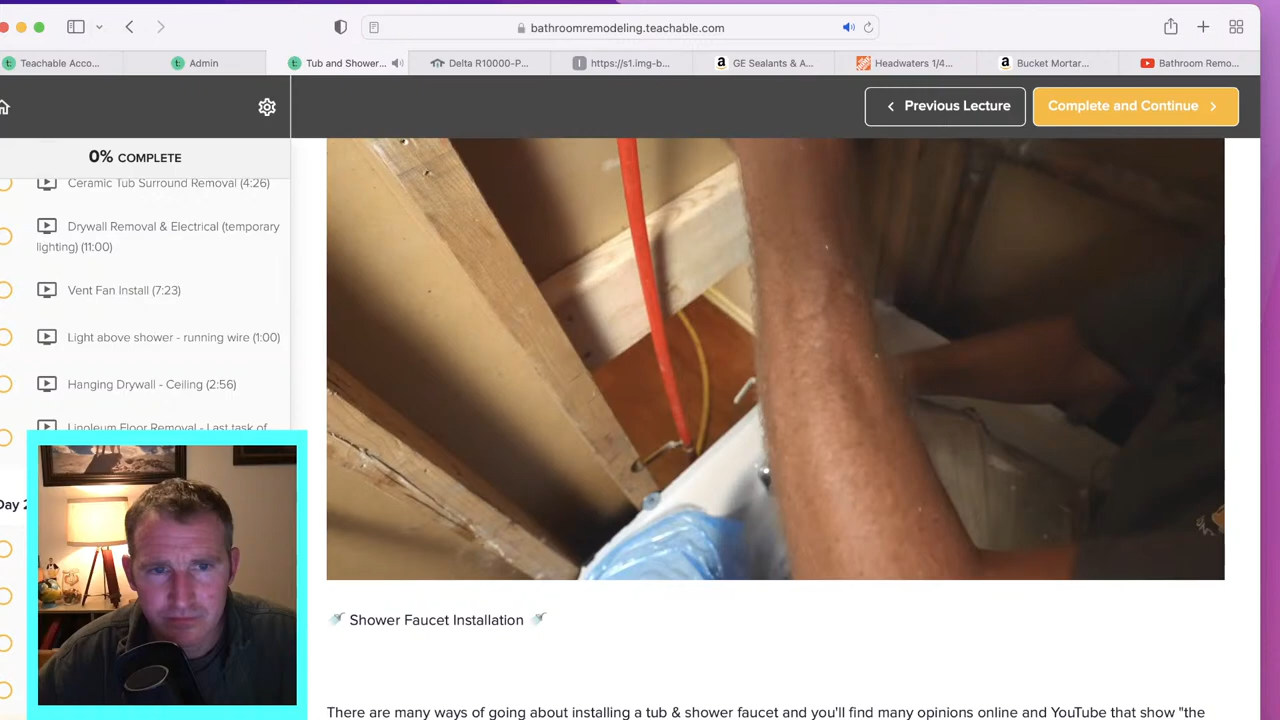 bathroomremodeling.teachable.com
Teachable Acco...
Admin
Tub and Shower...
Delta R10000-P...
https://s1.img-b...
GE Sealants & A...
Headwaters 1/4...
Bucket Mortar...
Bathroom Remo...
Previous Lecture
Complete and Continue
0% COMPLETE
Ceramic Tub Surround Removal (4:26)
Drywall Removal & Electrical (temporary
lighting) (11:00)
Vent Fan Install (7:23)
Light above shower - running wire (1:00)
Hanging Drywall - Ceiling (2:56)
Linoleum Floor Removal - Last task of
Day 2
🚿 Shower Faucet Installation 🚿
There are many ways of going about installing a tub & shower faucet and you'll find many opinions online and YouTube that show "the